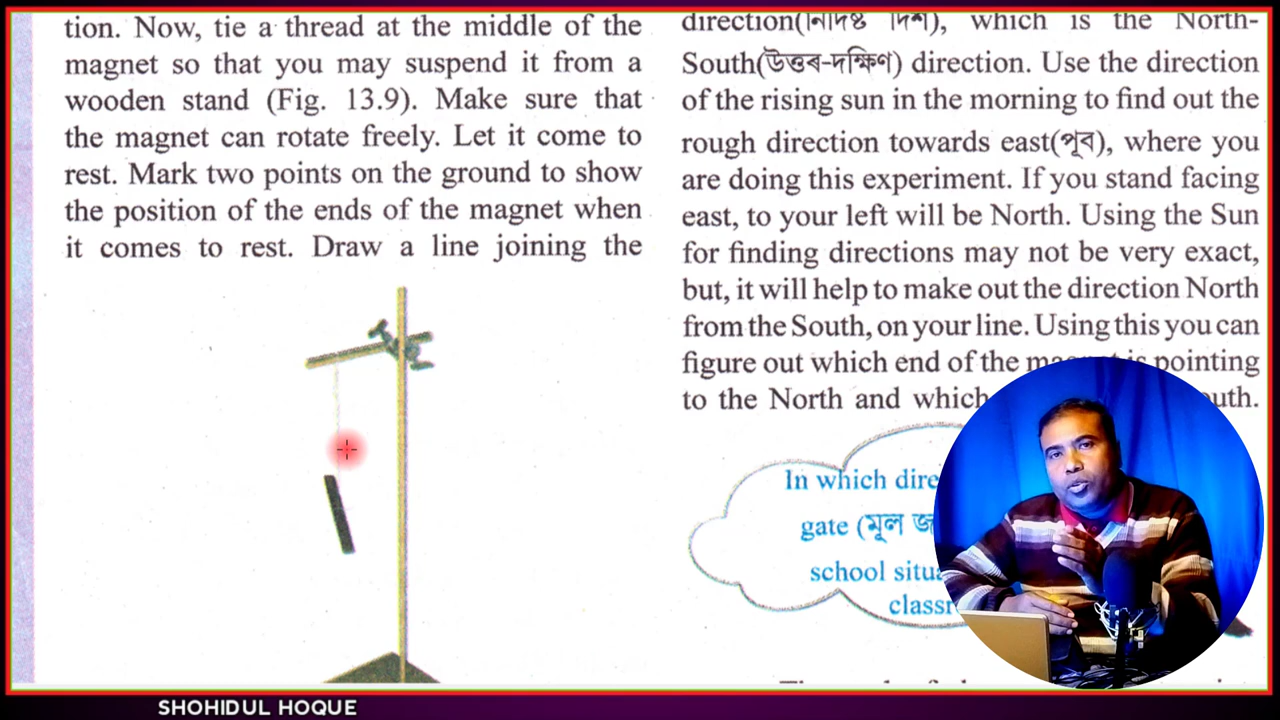 tion. Now, tie a thread at the middle of the
magnet so that you may suspend it from a
wooden stand (Fig. 13.9). Make sure that
the magnet can rotate freely. Let it come to
rest. Mark two points on the ground to show
the position of the ends of the magnet when
it comes to rest. Draw a line joining the
direction(নিৰ্দিষ্ট দিশ), which is the North-
South(উত্তৰ-দক্ষিণ) direction. Use the direction
of the rising sun in the morning to find out the
rough direction towards east(পূব), where you
are doing this experiment. If you stand facing
east, to your left will be North. Using the Sun
for finding directions may not be very exact,
but, it will help to make out the direction North
from the South, on your line. Using this you can
figure out which end of the magnet is pointing
to the North and which
In which
gate (মূল
school
SHOHIDUL HOQUE